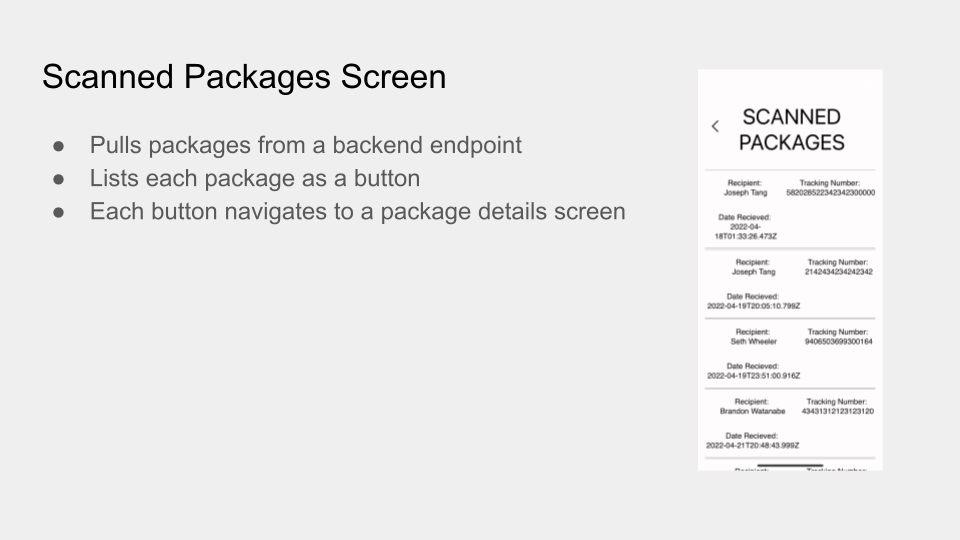 Scanned Packages Screen
● Pulls packages from a backend endpoint
● Lists each package as a button
● Each button navigates to a package details screen
SCANNED
PACKAGES
Recipient: Tracking Number:
Joseph Tang 582028522342342300000
Date Recieved:
2022-04-
18T01:33:26.473Z
Recipient: Tracking Number:
Joseph Tang 2142434234242342
Date Recieved:
2022-04-19T20:05:10.799Z
Recipient: Tracking Number:
Seth Wheeler 9406503699300164
Date Recieved:
2022-04-19T23:51:00.916Z
Recipient: Tracking Number:
Brandon Watanabe 43431312123123120
Date Recieved:
2022-04-21T20:48:43.999Z
Recipient: Tracking Number: